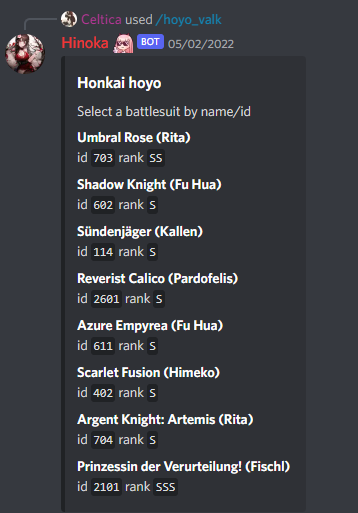 Celtica used /hoyo_valk
Hinoka BOT 05/02/2022
Honkai hoyo
Select a battlesuit by name/id
Umbral Rose (Rita)
id 703 rank SS
Shadow Knight (Fu Hua)
id 602 rank S
Sündenjäger (Kallen)
id 114 rank S
Reverist Calico (Pardofelis)
id 2601 rank S
Azure Empyrea (Fu Hua)
id 611 rank S
Scarlet Fusion (Himeko)
id 402 rank S
Argent Knight: Artemis (Rita)
id 704 rank S
Prinzessin der Verurteilung! (Fischl)
id 2101 rank SSS